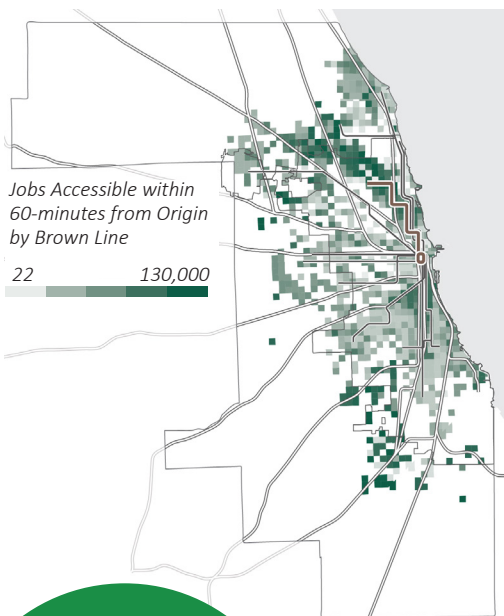 Jobs Accessible within
60-minutes from Origin
by Brown Line
22 130,000